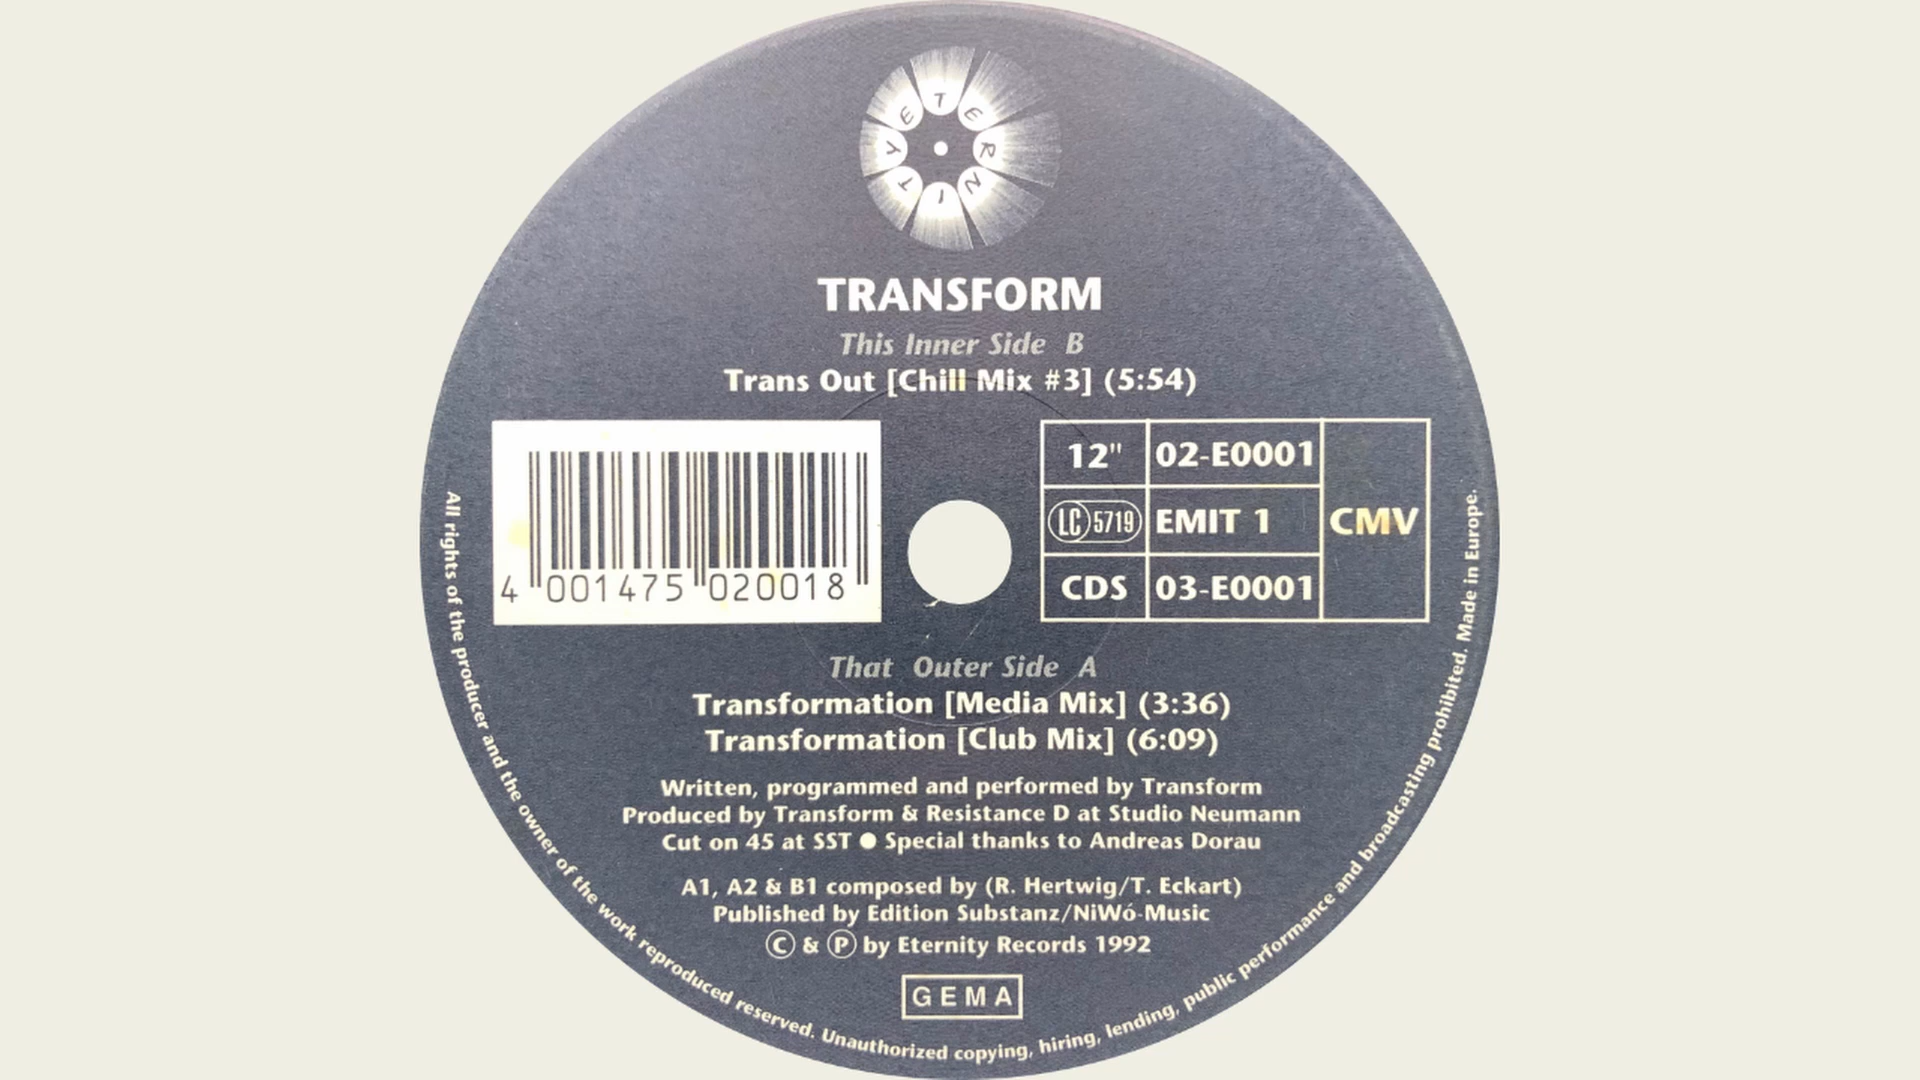 ETERNITY
TRANSFORM
This Inner Side B
Trans Out [Chill Mix #3] (5:54)
12" 02-E0001
LC 5719 EMIT 1 CMV
CDS 03-E0001
4 001475 020018
That Outer Side A
Transformation [Media Mix] (3:36)
Transformation [Club Mix] (6:09)
Written, programmed and performed by Transform
Produced by Transform & Resistance D at Studio Neumann
Cut on 45 at SST ● Special thanks to Andreas Dorau
A1, A2 & B1 composed by (R. Hertwig/T. Eckart)
Published by Edition Substanz/NiWó-Music
Ⓒ & Ⓟ by Eternity Records 1992
GEMA
All rights of the producer and the owner of the work reproduced reserved. Unauthorized copying, hiring, lending, public performance and broadcasting prohibited. Made in Europe.